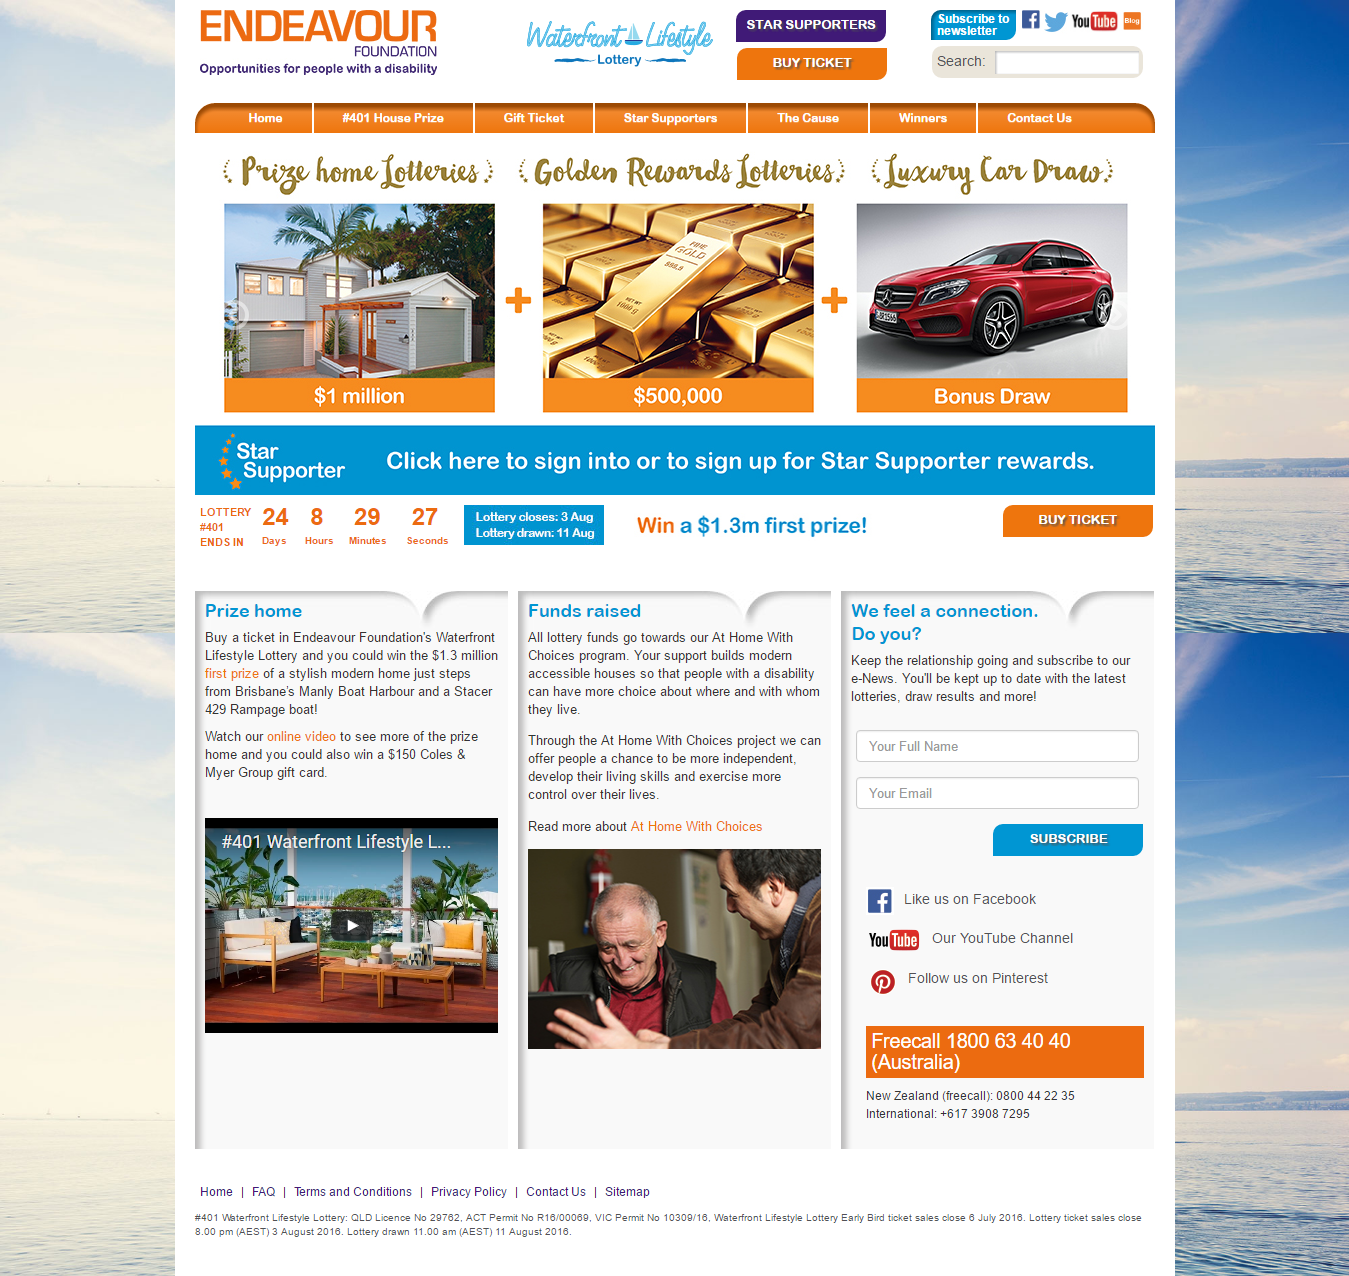 ENDEAVOUR
FOUNDATION
Opportunities for people with a disability
Waterfront Lifestyle
Lottery
STAR SUPPORTERS
BUY TICKET
Subscribe to
newsletter
You Tube
Blog
Search:
Home
#401 House Prize
Gift Ticket
Star Supporters
The Cause
Winners
Contact Us
Prize home Lotteries
Golden Rewards Lotteries
Luxury Car Draw
FINE
GOLD
999.9
NET WT
1000 g
$1 million
$500,000
Bonus Draw
Star
Supporter
Click here to sign into or to sign up for Star Supporter rewards.
LOTTERY
#401
ENDS IN
24
Days
8
Hours
29
Minutes
27
Seconds
Lottery closes: 3 Aug
Lottery drawn: 11 Aug
Win a $1.3m first prize!
BUY TICKET
Prize home
Buy a ticket in Endeavour Foundation's Waterfront
Lifestyle Lottery and you could win the $1.3 million
first prize of a stylish modern home just steps
from Brisbane's Manly Boat Harbour and a Stacer
429 Rampage boat!
Watch our online video to see more of the prize
home and you could also win a $150 Coles &
Myer Group gift card.
#401 Waterfront Lifestyle L...
Funds raised
All lottery funds go towards our At Home With
Choices program. Your support builds modern
accessible houses so that people with a disability
can have more choice about where and with whom
they live.
Through the At Home With Choices project we can
offer people a chance to be more independent,
develop their living skills and exercise more
control over their lives.
Read more about At Home With Choices
We feel a connection.
Do you?
Keep the relationship going and subscribe to our
e-News. You'll be kept up to date with the latest
lotteries, draw results and more!
Your Full Name
Your Email
SUBSCRIBE
Like us on Facebook
You Tube
Our YouTube Channel
Follow us on Pinterest
Freecall 1800 63 40 40
(Australia)
New Zealand (freecall): 0800 44 22 35
International: +617 3908 7295
Home | FAQ | Terms and Conditions | Privacy Policy | Contact Us | Sitemap
#401 Waterfront Lifestyle Lottery: QLD Licence No 29762, ACT Permit No R16/00069, VIC Permit No 10309/16, Waterfront Lifestyle Lottery Early Bird ticket sales close 6 July 2016. Lottery ticket sales close
8.00 pm (AEST) 3 August 2016. Lottery drawn 11.00 am (AEST) 11 August 2016.